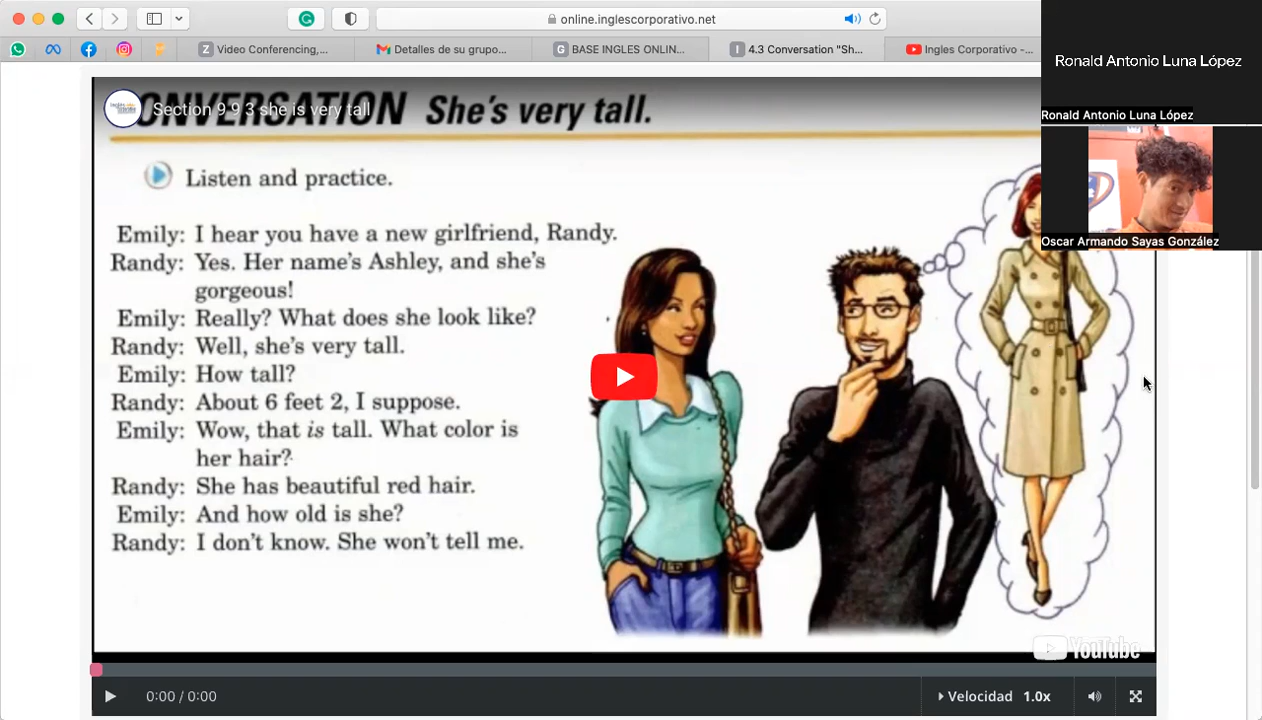 online.inglescorporativo.net
Video Conferencing,...
Detalles de su grupo...
BASE INGLES ONLIN...
4.3 Conversation "Sh...
Ingles Corporativo -...
Ronald Antonio Luna López
Ronald Antonio Luna López
Oscar Armando Sayas González
ONVERSATION She's very tall.
Section 9 9 3 she is very tall
Listen and practice.
Emily: I hear you have a new girlfriend, Randy.
Randy: Yes. Her name's Ashley, and she's
gorgeous!
Emily: Really? What does she look like?
Randy: Well, she's very tall.
Emily: How tall?
Randy: About 6 feet 2, I suppose.
Emily: Wow, that is tall. What color is
her hair?
Randy: She has beautiful red hair.
Emily: And how old is she?
Randy: I don't know. She won't tell me.
YouTube
0:00 / 0:00
Velocidad 1.0x